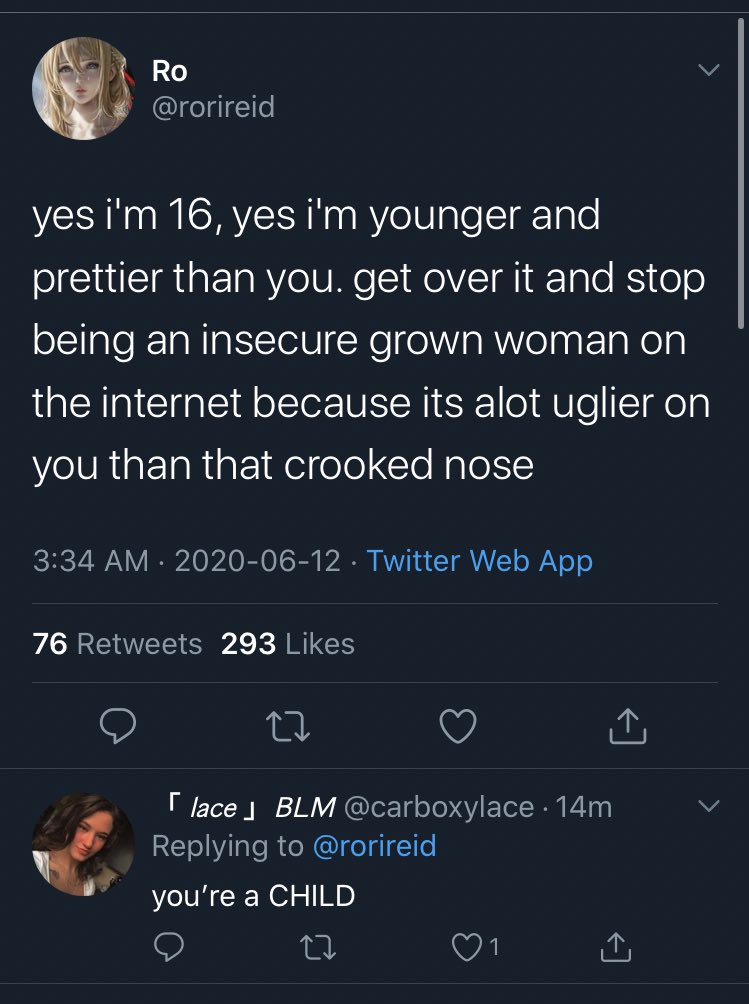 Ro
@rorireid
yes i'm 16, yes i'm younger and
prettier than you. get over it and stop
being an insecure grown woman on
the internet because its alot uglier on
you than that crooked nose
3:34 AM · 2020-06-12 · Twitter Web App
76 Retweets 293 Likes
「 lace 」 BLM @carboxylace · 14m
Replying to @rorireid
you're a CHILD
1